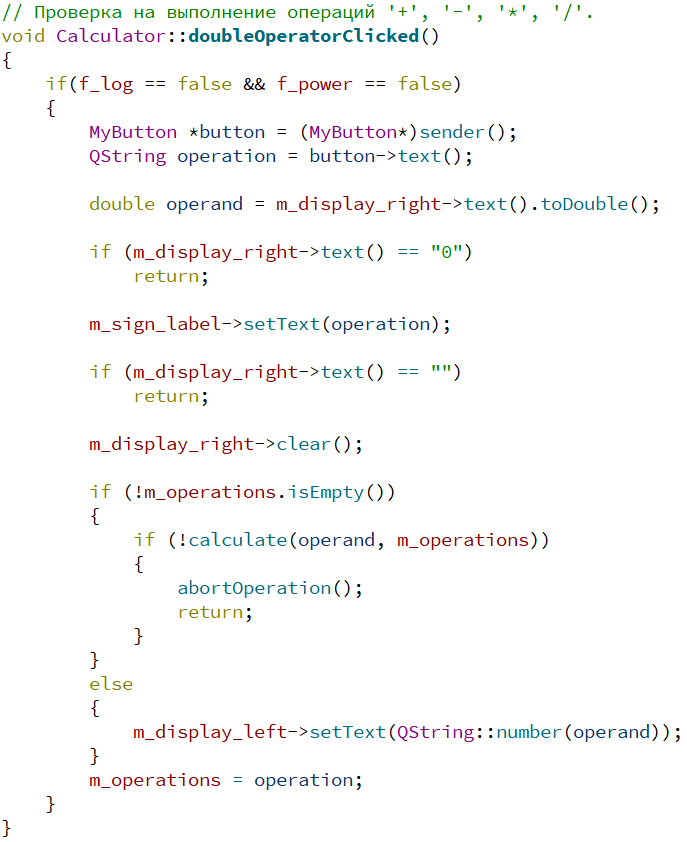 // Проверка на выполнение операций '+', '-', '*', '/'.
void Calculator::doubleOperatorClicked()
{
    if(f_log == false && f_power == false)
    {
        MyButton *button = (MyButton*)sender();
        QString operation = button->text();

        double operand = m_display_right->text().toDouble();

        if (m_display_right->text() == "0")
            return;

        m_sign_label->setText(operation);

        if (m_display_right->text() == "")
            return;

        m_display_right->clear();

        if (!m_operations.isEmpty())
        {
            if (!calculate(operand, m_operations))
            {
                abortOperation();
                return;
            }
        }
        else
        {
            m_display_left->setText(QString::number(operand));
        }
        m_operations = operation;
    }
}